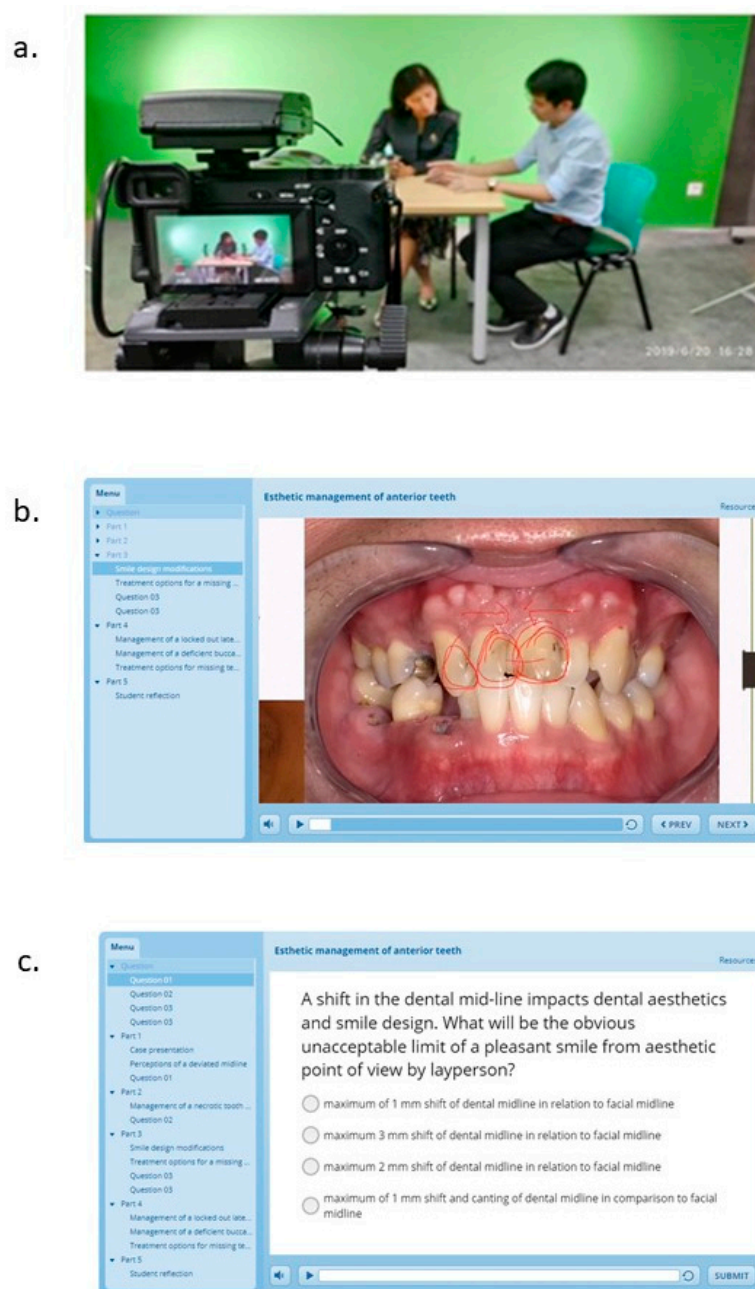 a.
2019/6/20 16:28
b.
Menu
Question
Part 1
Part 2
Part 3
Smile design modifications
Treatment options for a missing ...
Question 03
Question 03
Part 4
Management of a locked out late...
Management of a deficient bucca...
Treatment options for missing te...
Part 5
Student reflection
Esthetic management of anterior teeth
Resource
< PREV
NEXT >
c.
Menu
Question
Question 01
Question 02
Question 03
Question 03
Part 1
Case presentation
Perceptions of a deviated midline
Question 01
Part 2
Management of a necrotic tooth ...
Question 02
Part 3
Smile design modifications
Treatment options for a missing ...
Question 03
Question 03
Part 4
Management of a locked out late...
Management of a deficient bucca...
Treatment options for missing te...
Part 5
Student reflection
Esthetic management of anterior teeth
Resource
A shift in the dental mid-line impacts dental aesthetics
and smile design. What will be the obvious
unacceptable limit of a pleasant smile from aesthetic
point of view by layperson?
maximum of 1 mm shift of dental midline in relation to facial midline
maximum 3 mm shift of dental midline in relation to facial midline
maximum 2 mm shift of dental midline in relation to facial midline
maximum of 1 mm shift and canting of dental midline in comparison to facial
midline
SUBMIT